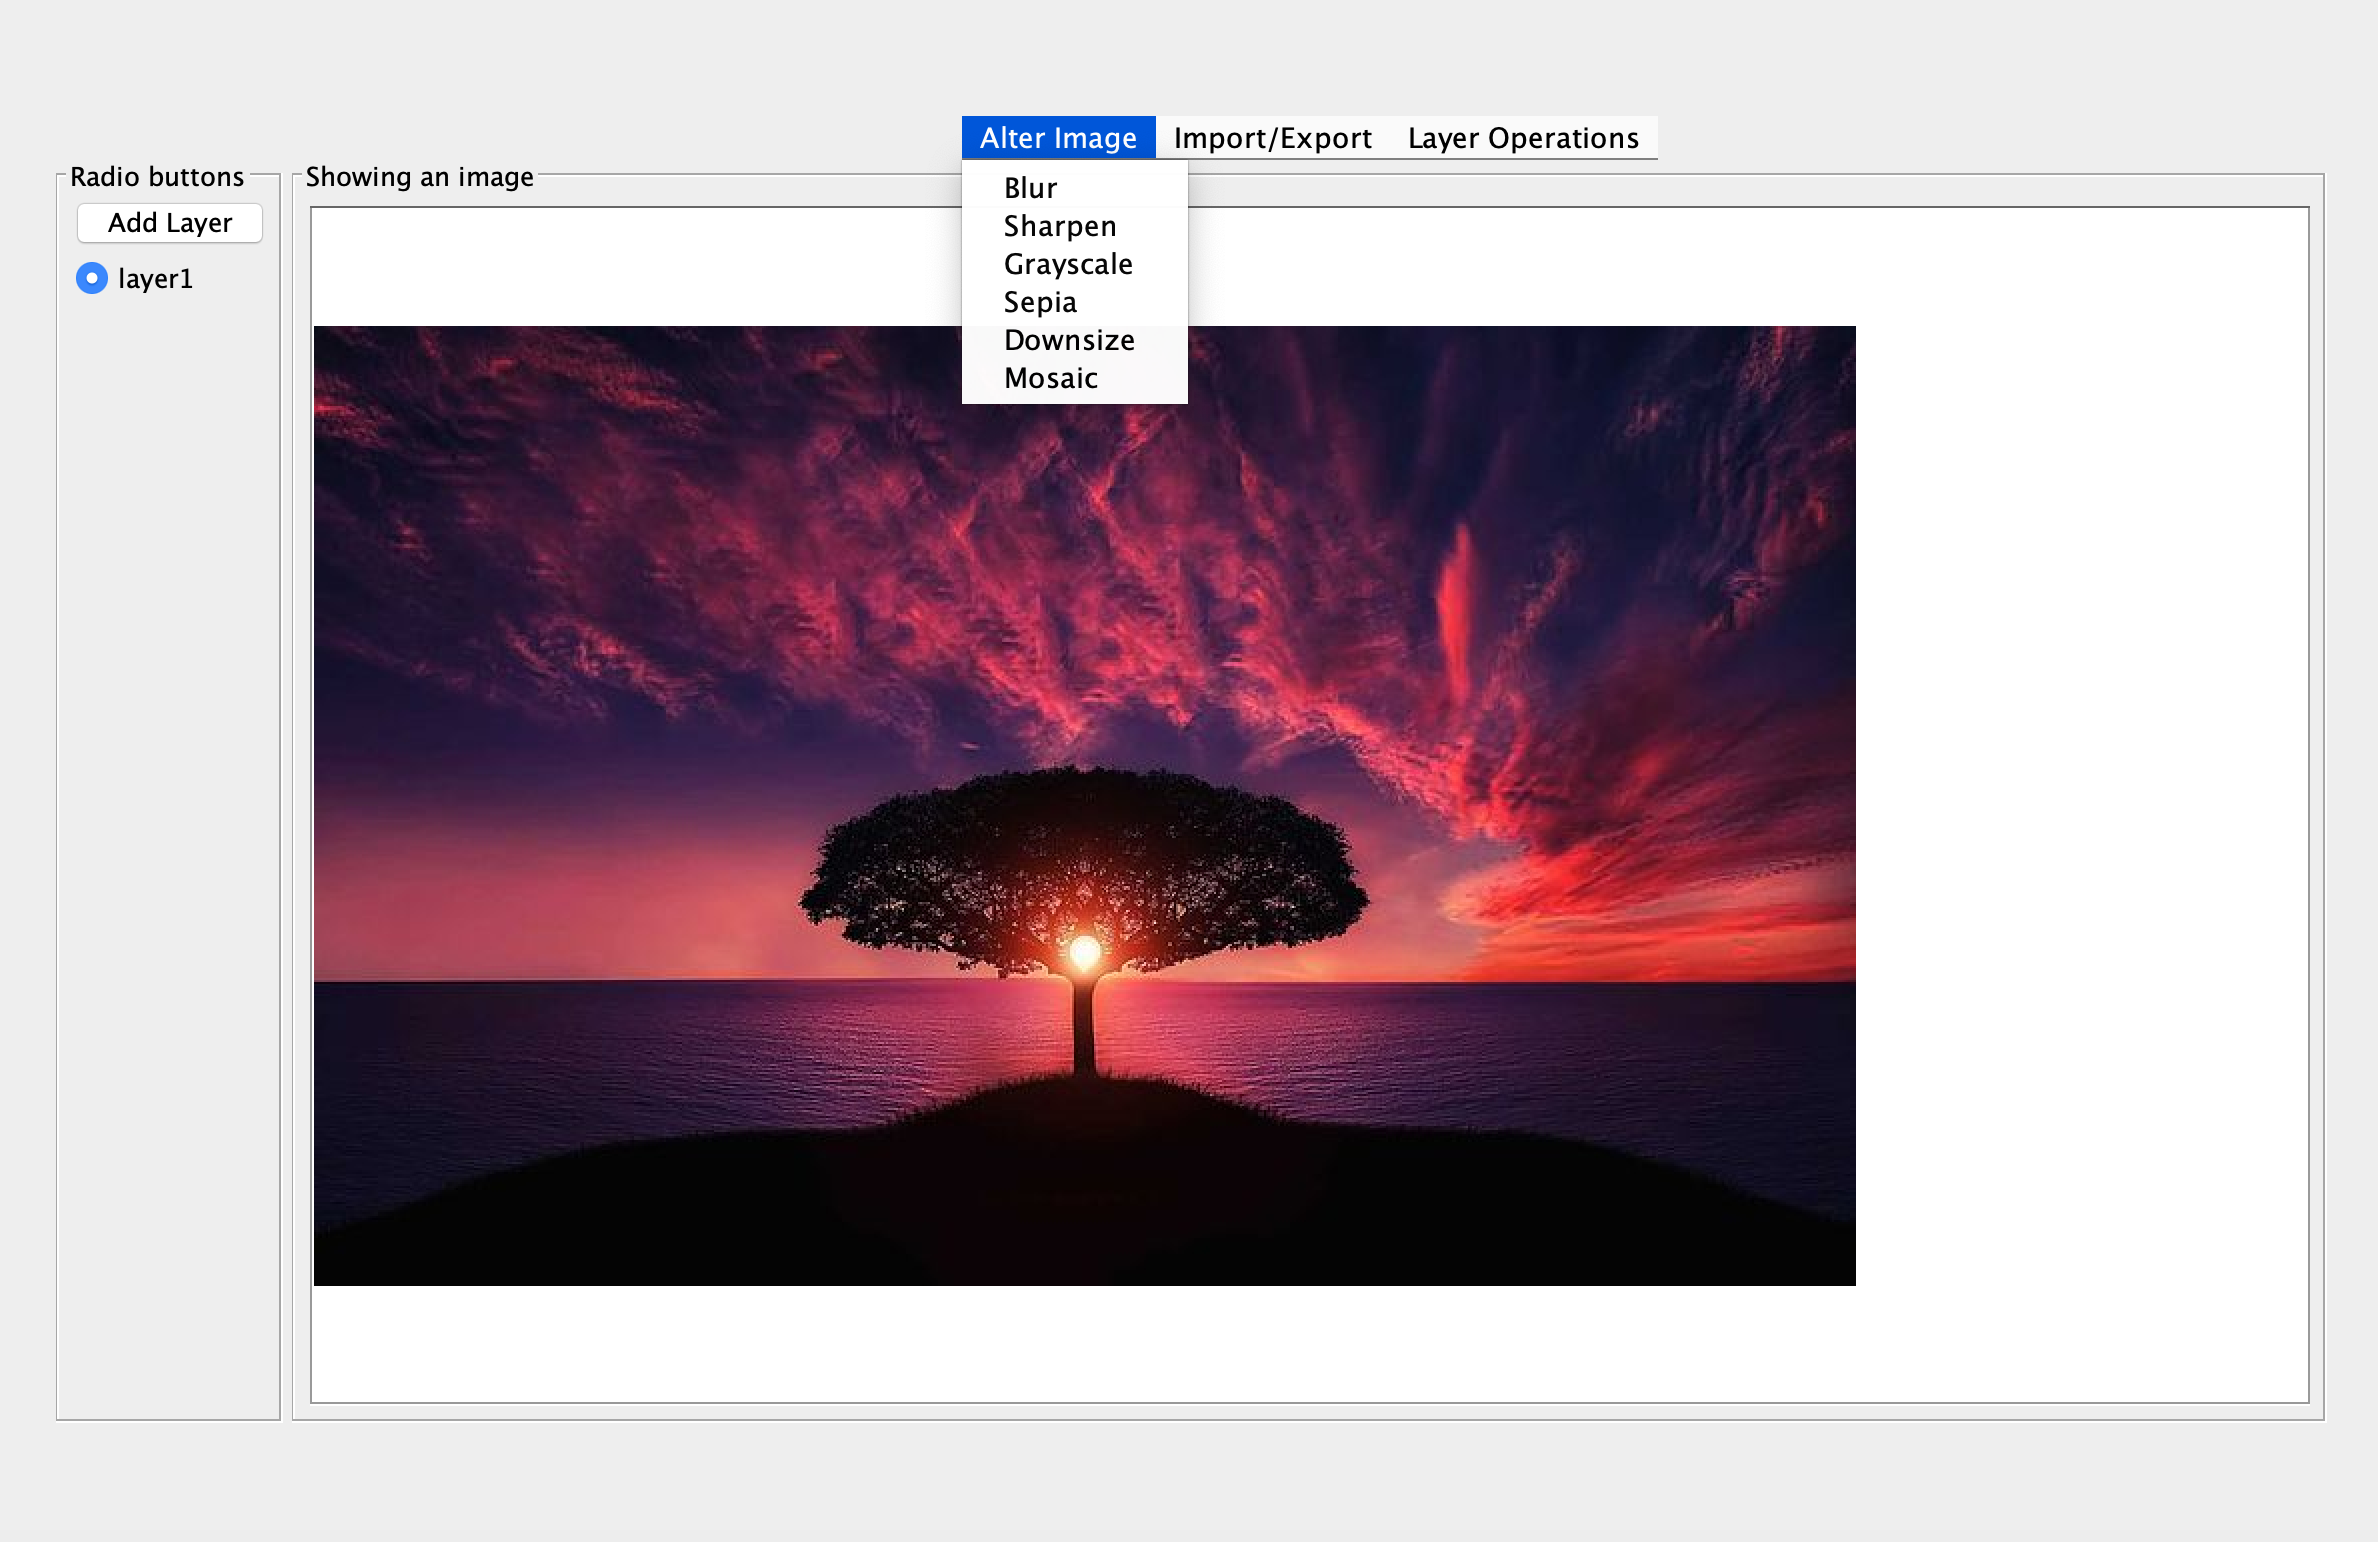 Alter Image Import/Export Layer Operations
Radio buttons
Add Layer
layer1
Showing an image
Blur
Sharpen
Grayscale
Sepia
Downsize
Mosaic